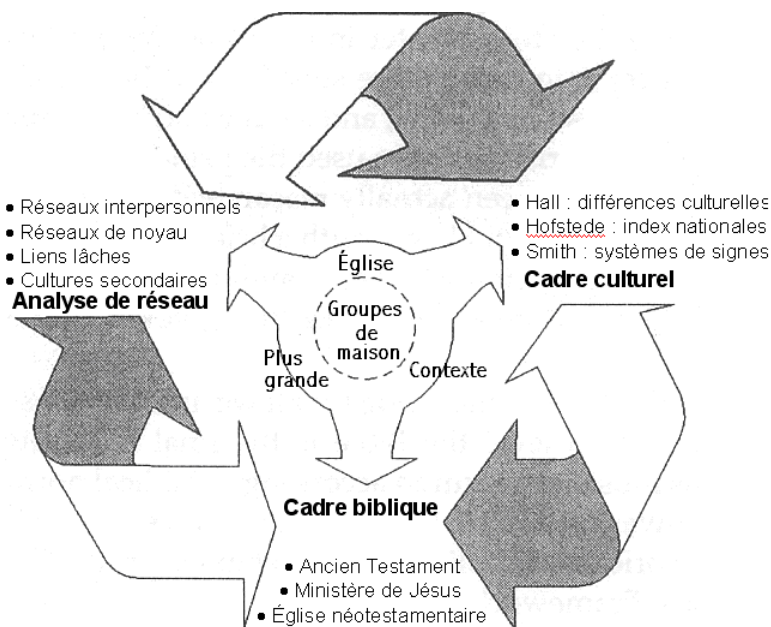 • Réseaux interpersonnels
• Réseaux de noyau
• Liens lâches
• Cultures secondaires
Analyse de réseau
• Hall : différences culturelles
• Hofstede : index nationales
• Smith : systèmes de signes
Cadre culturel
Église
Groupes
de
maison
Plus
grande
Contexte
Cadre biblique
• Ancien Testament
• Ministère de Jésus
• Église néotestamentaire